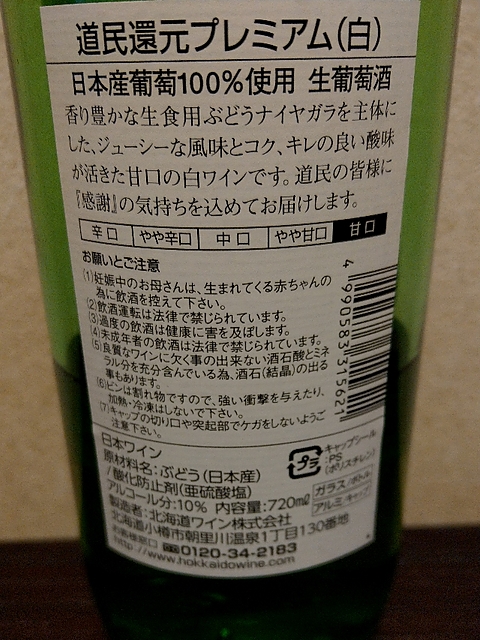 道民還元プレミアム(白)
日本産葡萄100%使用 生葡萄酒
香り豊かな生食用ぶどうナイヤガラを主体に
した、ジューシーな風味とコク、キレの良い酸味
が活きた甘口の白ワインです。道民の皆様に
『感謝』の気持ちを込めてお届けします。
辛口 やや辛口 中口 やや甘口 甘口
お願いとご注意
(1)妊娠中のお母さんは、生まれてくる赤ちゃんの
為に飲酒を控えて下さい。
(2)飲酒運転は法律で禁じられています。
(3)過度の飲酒は健康に害を及ぼします。
(4)未成年者の飲酒は法律で禁じられています。
(5)良質なワインに欠く事の出来ない酒石酸とミネ
ラル分を充分含んでいる為、酒石(結晶)の出る
事もあります。
(6)ビンは割れ物ですので、強い衝撃を与えたり、
加熱・冷凍はしないで下さい。
(7)キャップの切り口や突起部でケガをしないようご
注意下さい。
4 990583 315621
日本ワイン
原材料名:ぶどう(日本産)
/酸化防止剤(亜硫酸塩)
アルコール分:10% 内容量:720㎖
製造者:北海道ワイン株式会社
北海道小樽市朝里川温泉1丁目130番地
お客様窓口 0120-34-2183
http://www.hokkaidowine.com
プラ
キャップシール
:PS
(ポリスチレン)
ガラス/ボトル
アルミ/キャップ